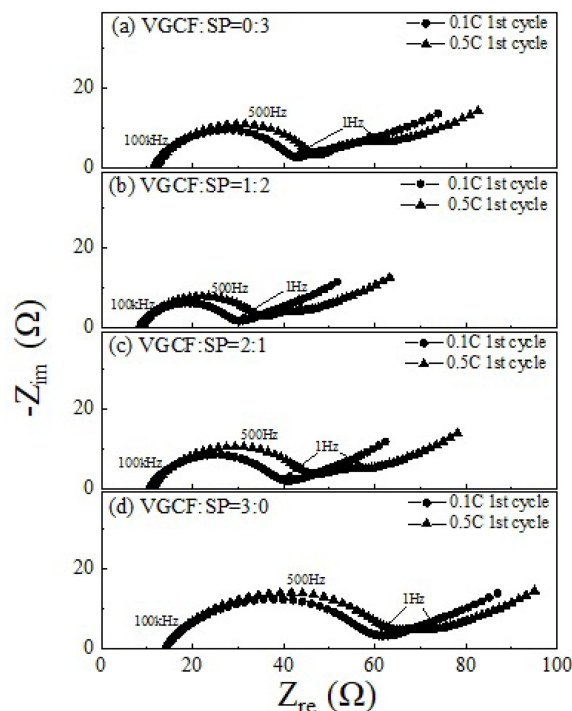 (a) VGCF:SP=0:3
0.1C 1st cycle
0.5C 1st cycle
20
500Hz
1Hz
100kHz
0
(b) VGCF:SP=1:2
0.1C 1st cycle
0.5C 1st cycle
20
500Hz
1Hz
100kHz
0
(c) VGCF:SP=2:1
0.1C 1st cycle
0.5C 1st cycle
20
500Hz
1Hz
100kHz
0
(d) VGCF:SP=3:0
0.1C 1st cycle
0.5C 1st cycle
20
500Hz
1Hz
100kHz
0
-Zim (Ω)
0 20 40 60 80 100
Zre (Ω)